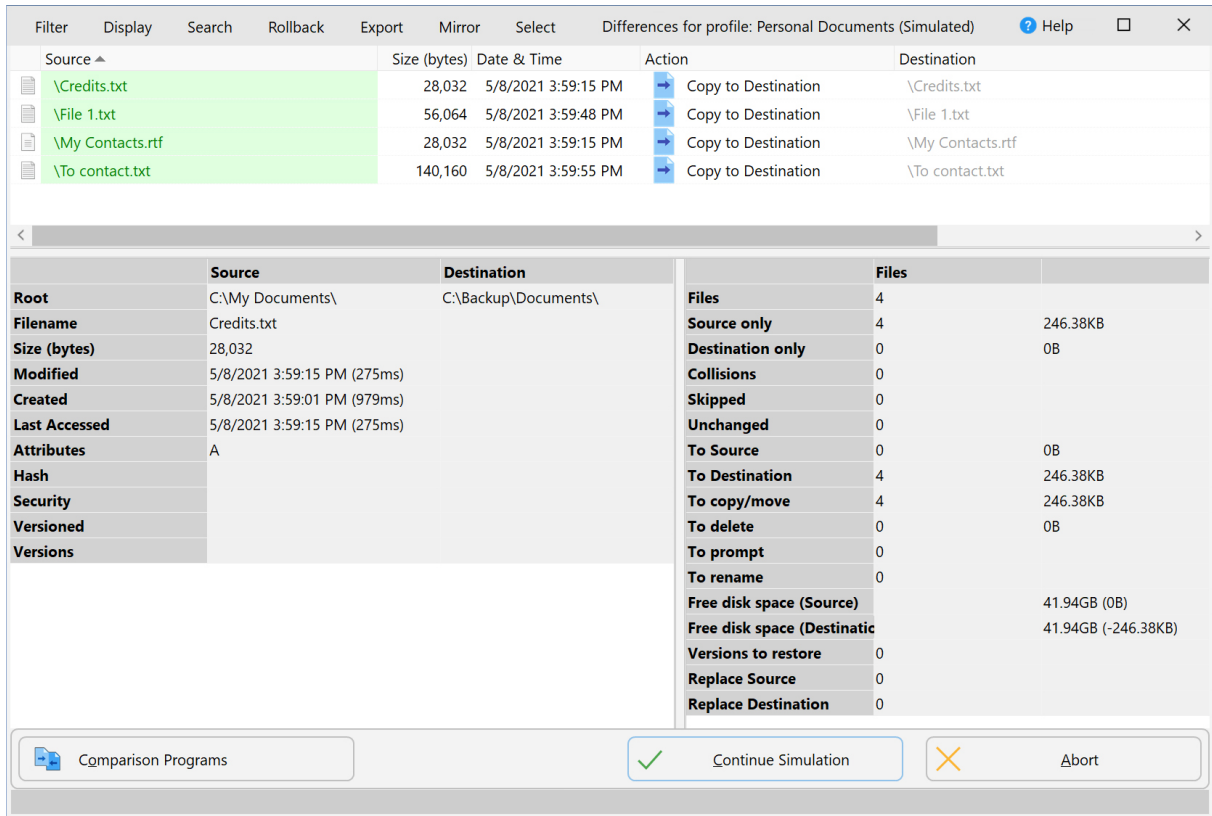 Filter Display Search Rollback Export Mirror Select Differences for profile: Personal Documents (Simulated) ? Help
Source Size (bytes) Date & Time Action Destination
\Credits.txt 28,032 5/8/2021 3:59:15 PM Copy to Destination \Credits.txt
\File 1.txt 56,064 5/8/2021 3:59:48 PM Copy to Destination \File 1.txt
\My Contacts.rtf 28,032 5/8/2021 3:59:15 PM Copy to Destination \My Contacts.rtf
\To contact.txt 140,160 5/8/2021 3:59:55 PM Copy to Destination \To contact.txt
Source Destination
Root C:\My Documents\ C:\Backup\Documents\
Filename Credits.txt
Size (bytes) 28,032
Modified 5/8/2021 3:59:15 PM (275ms)
Created 5/8/2021 3:59:01 PM (979ms)
Last Accessed 5/8/2021 3:59:15 PM (275ms)
Attributes A
Hash
Security
Versioned
Versions
Files
Files 4
Source only 4 246.38KB
Destination only 0 0B
Collisions 0
Skipped 0
Unchanged 0
To Source 0 0B
To Destination 4 246.38KB
To copy/move 4 246.38KB
To delete 0 0B
To prompt 0
To rename 0
Free disk space (Source) 41.94GB (0B)
Free disk space (Destinatic 41.94GB (-246.38KB)
Versions to restore 0
Replace Source 0
Replace Destination 0
Comparison Programs Continue Simulation Abort